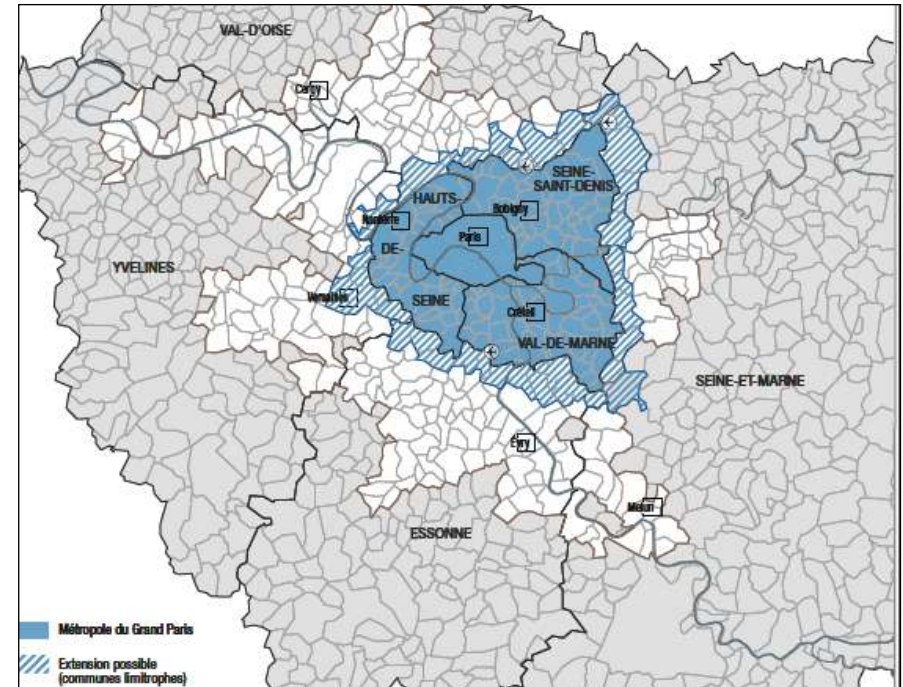 VAL-D'OISE
Cergy
SEINE-
SAINT-DENIS
HAUTS-
Bobigny
Nanterre
Paris
DE-
YVELINES
Versailles
SEINE
Créteil
VAL-DE-MARNE
SEINE-ET-MARNE
Évry
Melun
ESSONNE
Métropole du Grand Paris
Extension possible
(communes limitrophes)